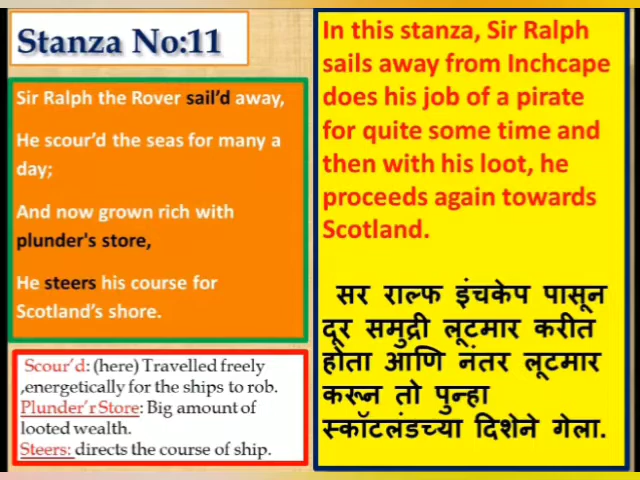 Stanza No:11
Sir Ralph the Rover sail'd away,
He scour'd the seas for many a
day;
And now grown rich with
plunder's store,
He steers his course for
Scotland's shore.
Scour'd: (here) Travelled freely
,energetically for the ships to rob.
Plunder'r Store: Big amount of
looted wealth.
Steers: directs the course of ship.
In this stanza, Sir Ralph
sails away from Inchcape
does his job of a pirate
for quite some time and
then with his loot, he
proceeds again towards
Scotland.
सर राल्फ इंचकेप पासून
दूर समुद्री लूटमार करीत
होता आणि नंतर लूटमार
करून तो पुन्हा
स्कॉटलंडच्या दिशेने गेला.